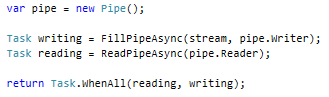 var pipe = new Pipe();
Task writing = FillPipeAsync(stream, pipe.Writer);
Task reading = ReadPipeAsync(pipe.Reader);
return Task.WhenAll(reading, writing);